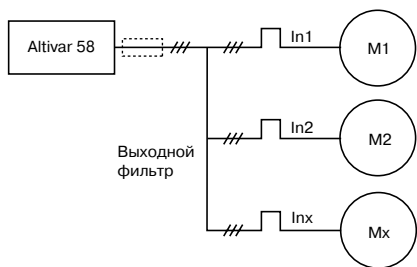 Altivar 58
In1
M1
In2
M2
Выходной
фильтр
Inx
Mx